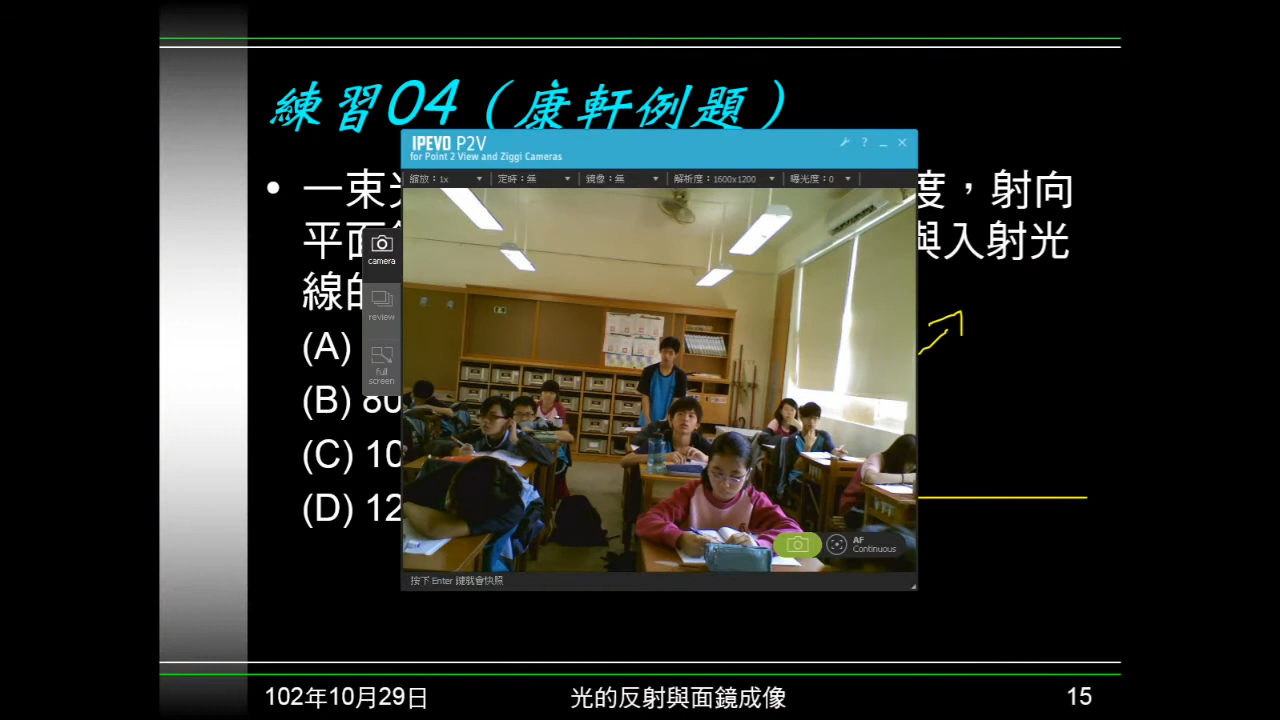 練習04（康軒例題）
IPEVO P2V
for Point 2 View and Ziggi Cameras
縮放：1x 定時：無 鏡像：無 解析度：1600x1200 曝光度：0
• 一束光 度，射向
平面 與入射光
線的
camera
review
full
screen
(A)
(B) 80
(C) 10
(D) 12
AF
Continuous
按下 Enter 鍵就會快照
102年10月29日 光的反射與面鏡成像 15